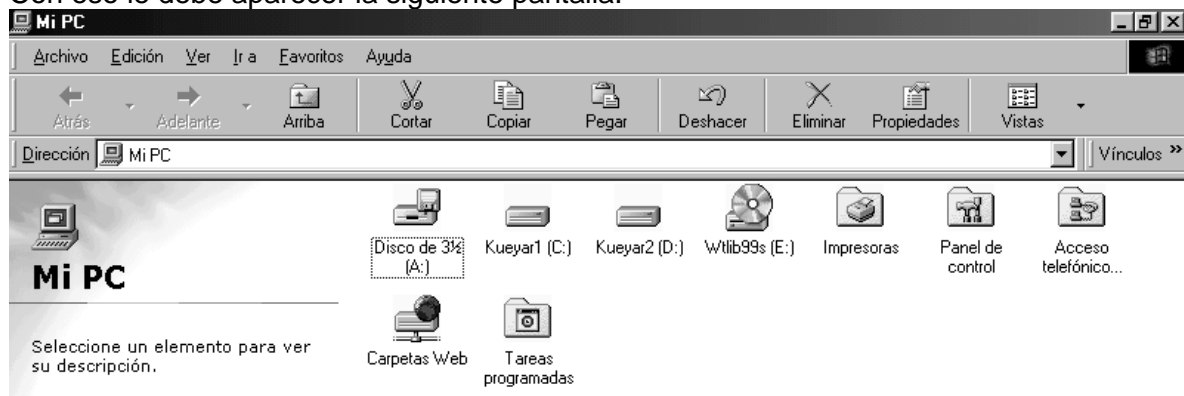 Con eso le debe aparecer la siguiente pantalla:
Mi PC
Archivo Edición Ver Ir a Favoritos Ayuda
Atrás Adelante Arriba Cortar Copiar Pegar Deshacer Eliminar Propiedades Vistas
Dirección Mi PC Vínculos »
Disco de 3½ (A:)
Kueyar1 (C:)
Kueyar2 (D:)
Wtlib99s (E:)
Impresoras
Panel de
control
Acceso
telefónico...
Mi PC
Seleccione un elemento para ver
su descripción.
Carpetas Web
Tareas
programadas